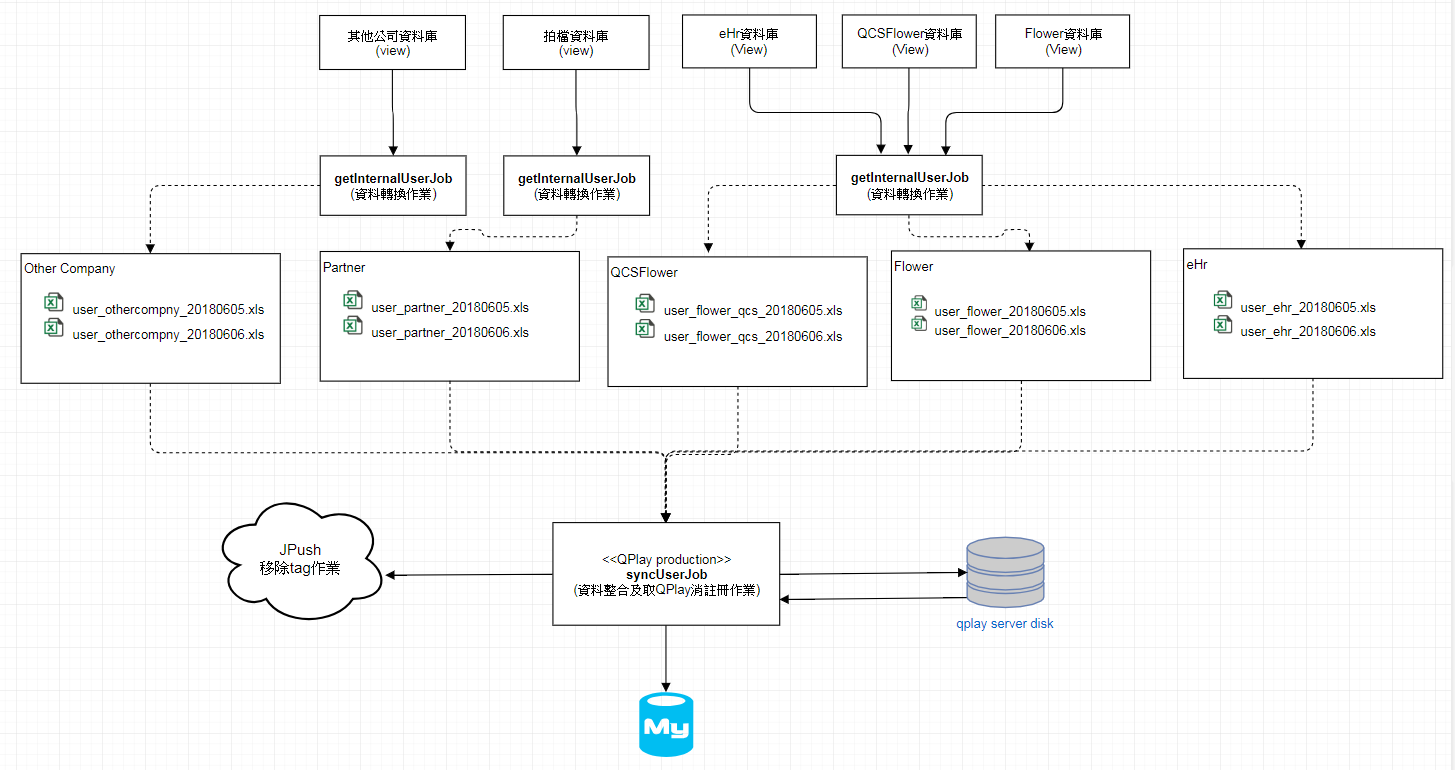 其他公司資料庫
(view)
拍檔資料庫
(view)
eHr資料庫
(View)
QCSFlower資料庫
(View)
Flower資料庫
(View)
getInternalUserJob
(資料轉換作業)
getInternalUserJob
(資料轉換作業)
getInternalUserJob
(資料轉換作業)
Other Company
user_othercompny_20180605.xls
user_othercompny_20180606.xls
Partner
user_partner_20180605.xls
user_partner_20180606.xls
QCSFlower
user_flower_qcs_20180605.xls
user_flower_qcs_20180606.xls
Flower
user_flower_20180605.xls
user_flower_20180606.xls
eHr
user_ehr_20180605.xls
user_ehr_20180606.xls
JPush
移除tag作業
<<QPlay production>>
syncUserJob
(資料整合及取QPlay消註冊作業)
qplay server disk
My